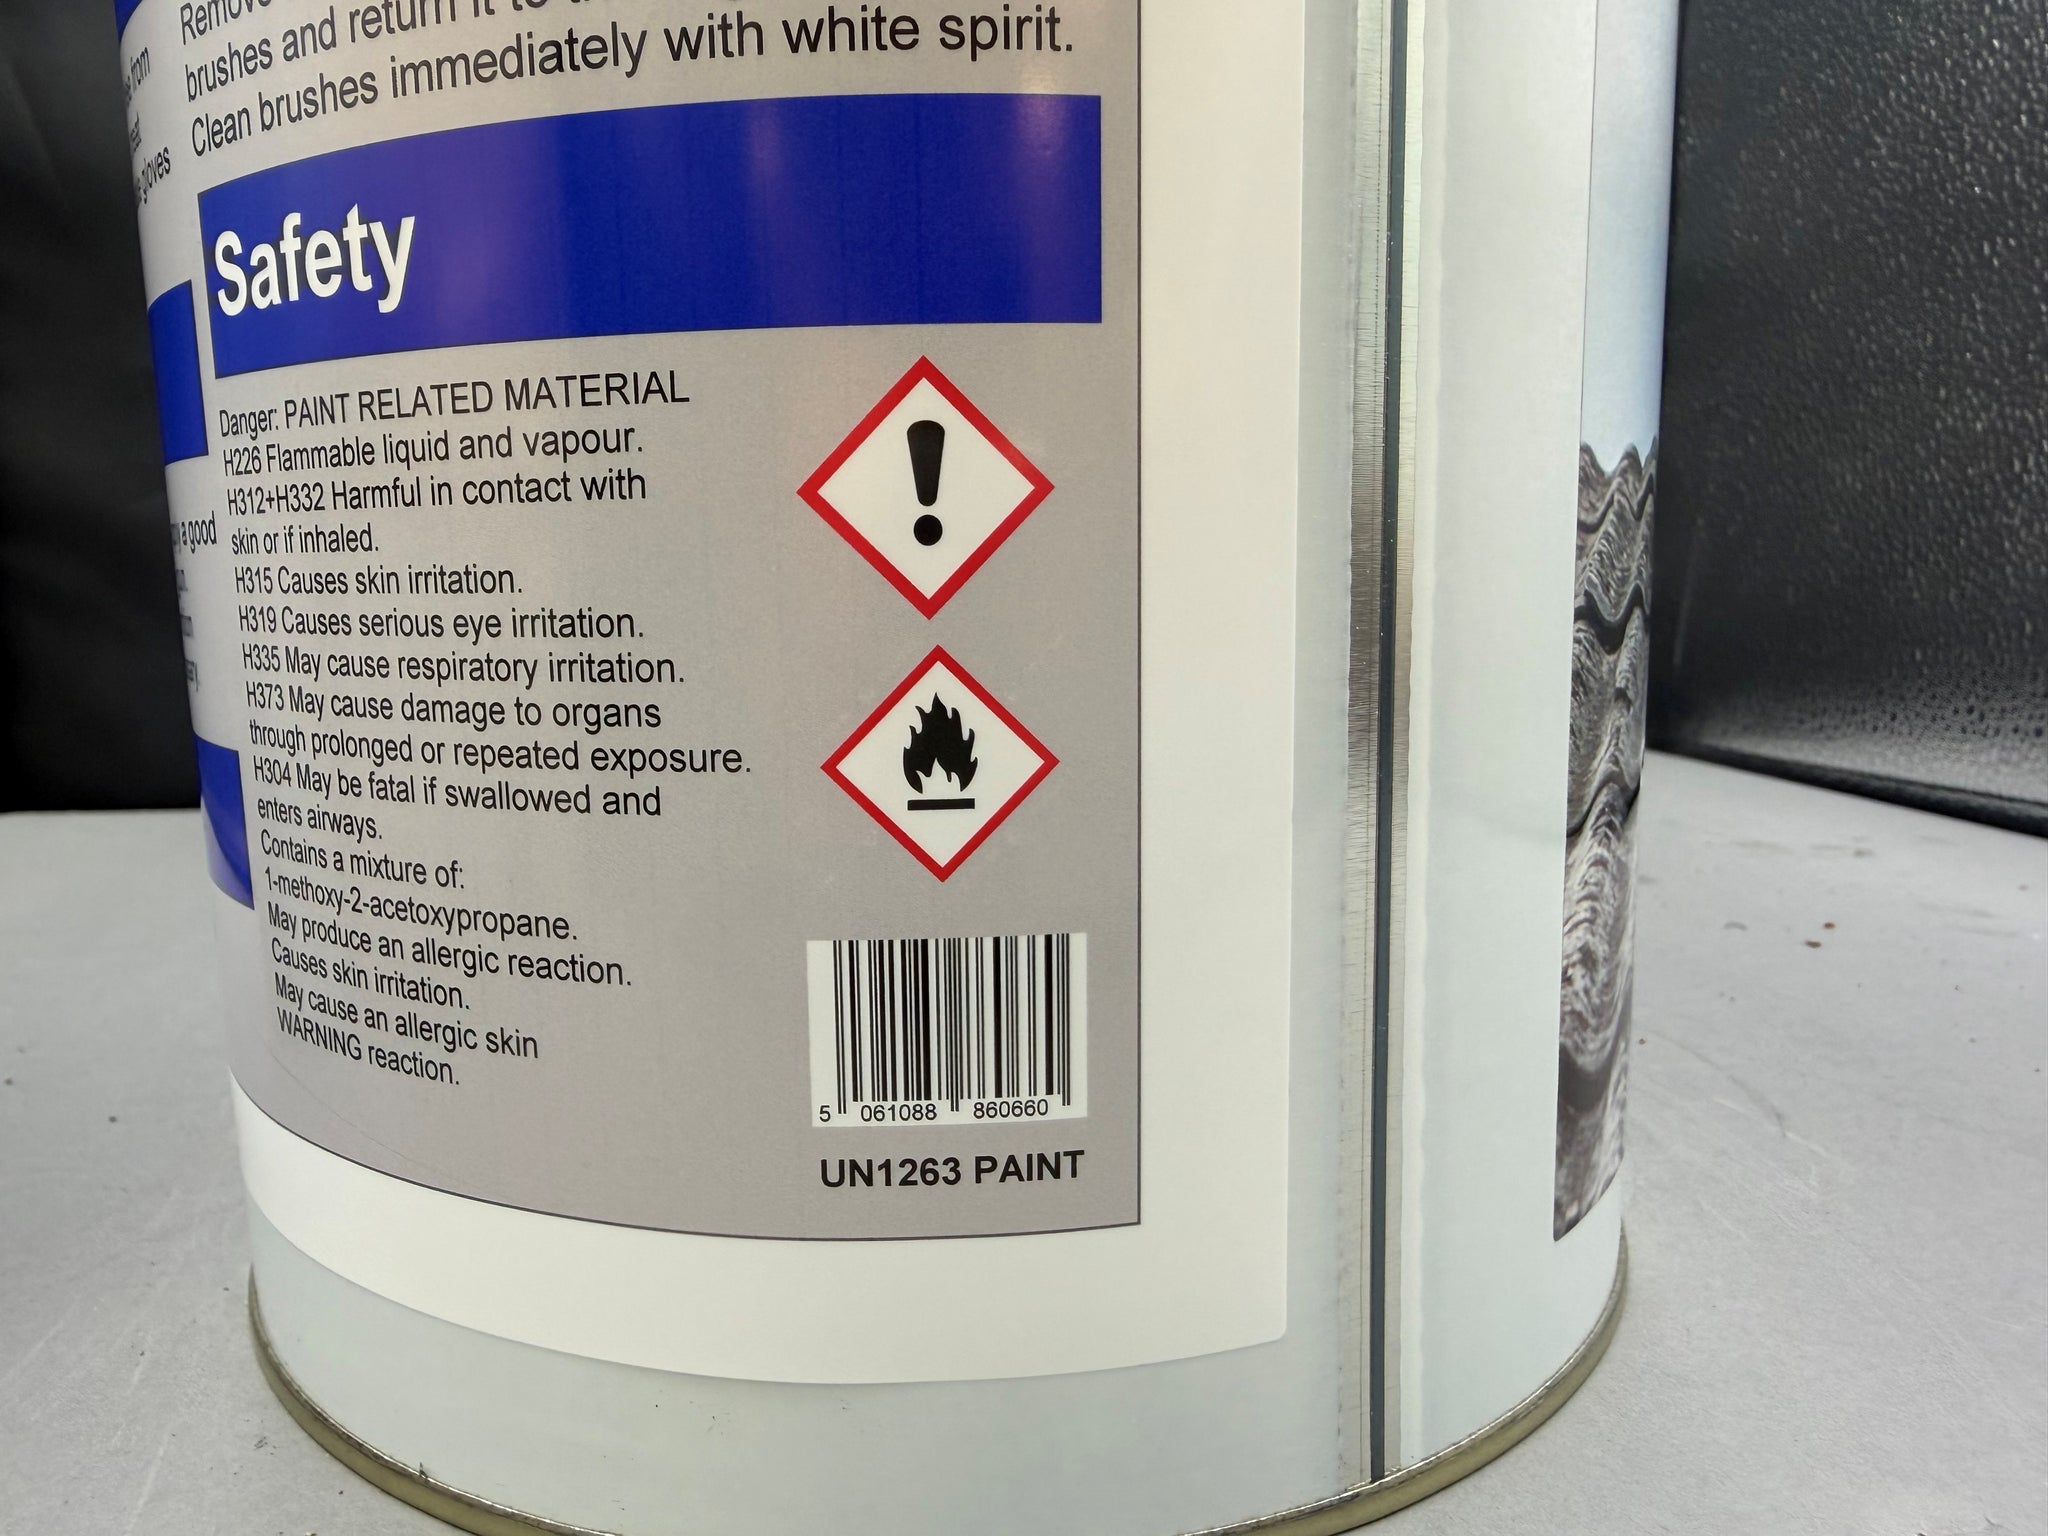 from
gloves
a good
Remove
brushes and return it to
Clean brushes immediately with white spirit.
Safety
Danger: PAINT RELATED MATERIAL
H226 Flammable liquid and vapour.
H312+H332 Harmful in contact with
skin or if inhaled.
H315 Causes skin irritation.
H319 Causes serious eye irritation.
H335 May cause respiratory irritation.
H373 May cause damage to organs
through prolonged or repeated exposure.
H304 May be fatal if swallowed and
enters airways.
Contains a mixture of:
1-methoxy-2-acetoxypropane.
May produce an allergic reaction.
Causes skin irritation.
May cause an allergic skin
WARNING reaction.
5 061088 860660
UN1263 PAINT